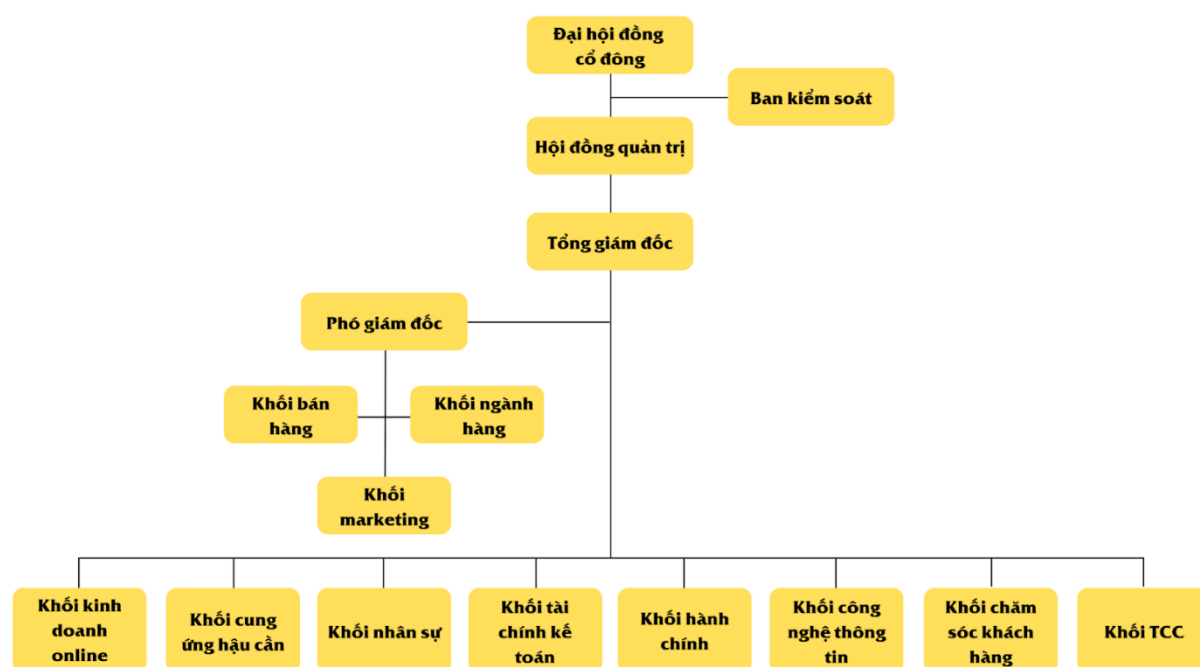 Đại hội đồng
cổ đông
Ban kiểm soát
Hội đồng quản trị
Tổng giám đốc
Phó giám đốc
Khối bán
hàng
Khối ngành
hàng
Khối
marketing
Khối kinh
doanh
online
Khối cung
ứng hậu cần
Khối nhân sự
Khối tài
chính kế
toán
Khối hành
chính
Khối công
nghệ thông
tin
Khối chăm
sóc khách
hàng
Khối TCC